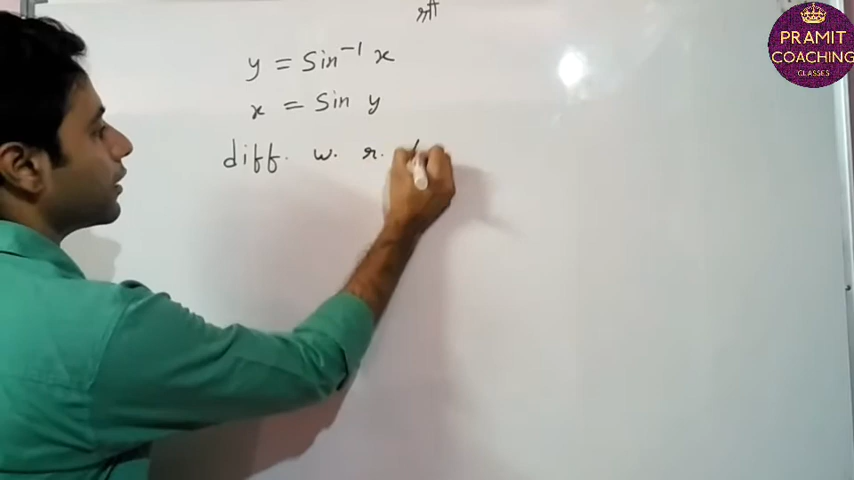 y = Sin⁻¹ x
x = Sin y
diff. w. r.
PRAMIT
COACHING
CLASSES